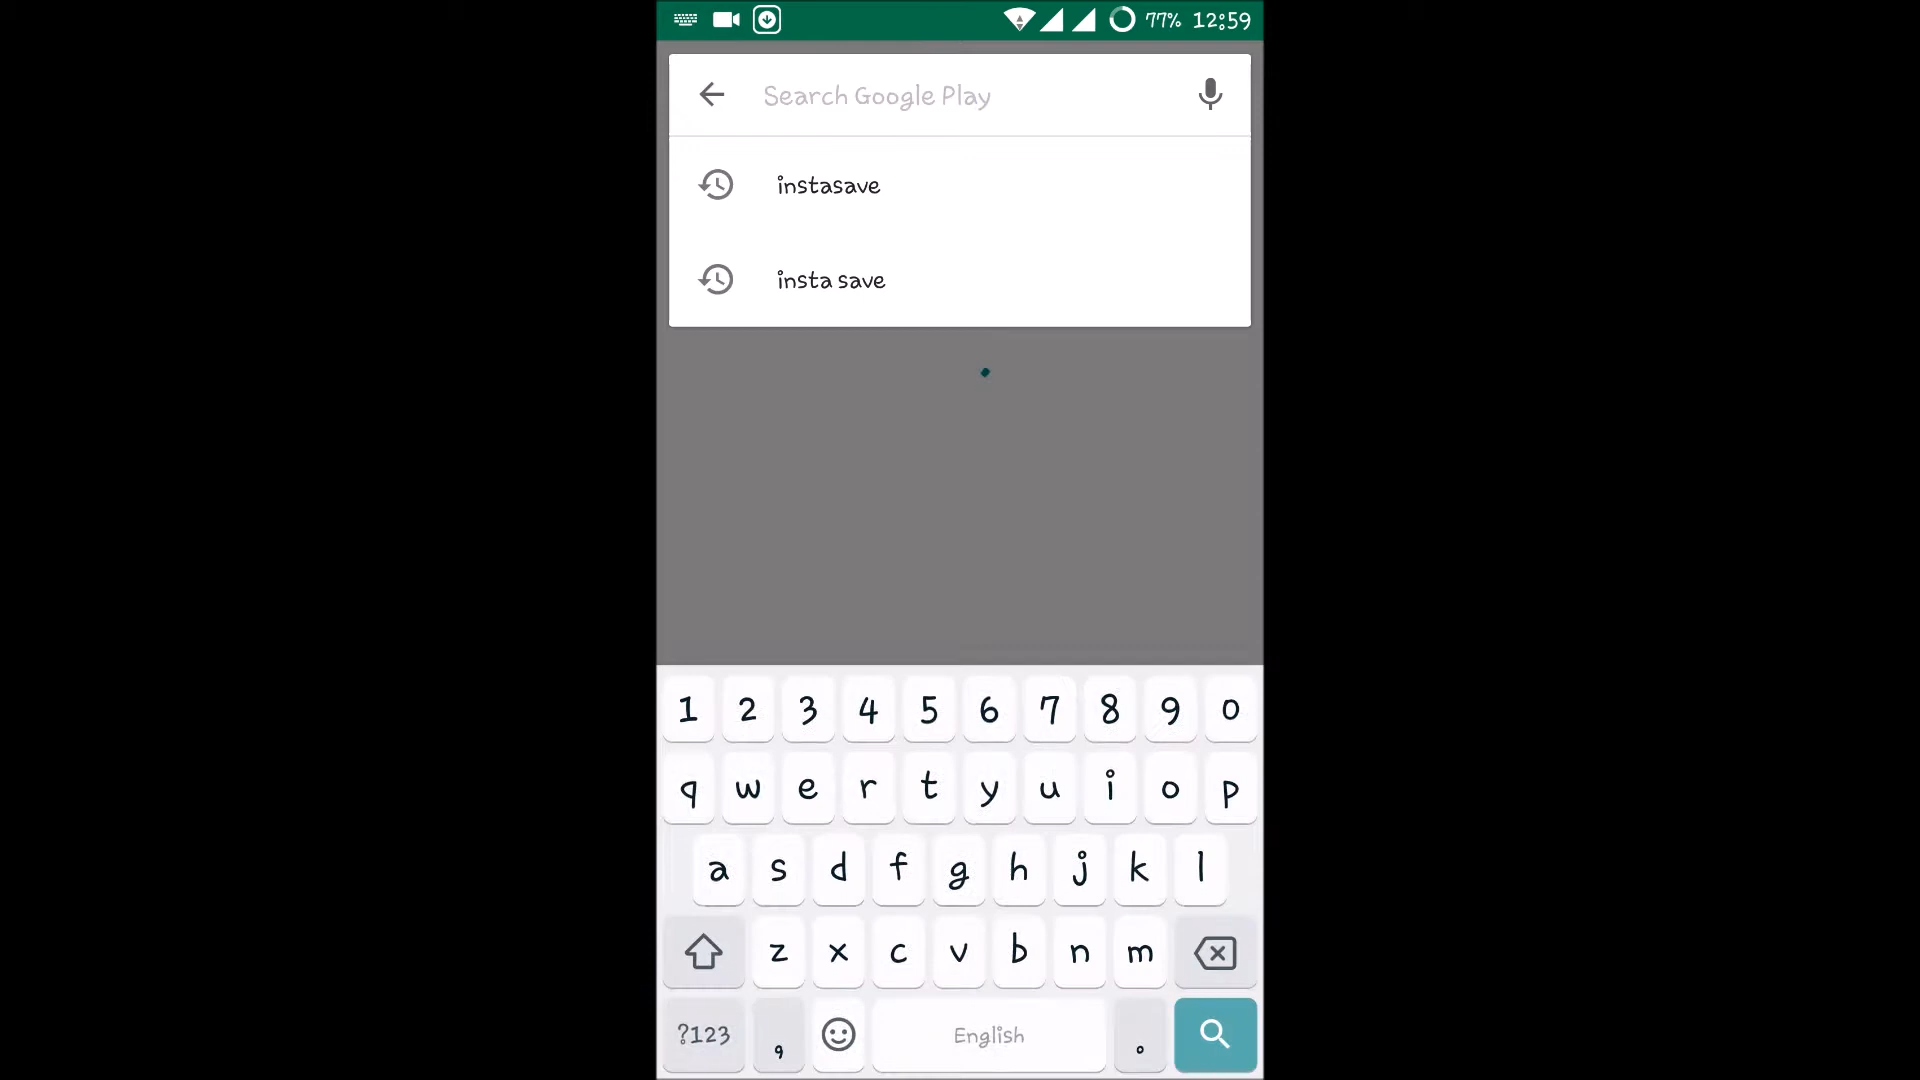 77% 12:59
Search Google Play
instasave
insta save
1 2 3 4 5 6 7 8 9 0
q w e r t y u i o p
a s d f g h j k l
z x c v b n m
?123 , English .